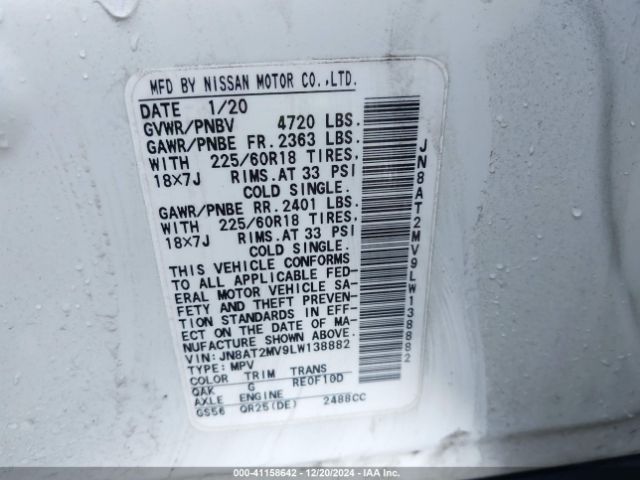 MFD BY NISSAN MOTOR CO.,LTD.
DATE 1/20
GVWR/PNBV 4720 LBS.
GAWR/PNBE FR. 2363 LBS.
WITH 225/60R18 TIRES.
18X7J RIMS.AT 33 PSI
COLD SINGLE.
GAWR/PNBE RR. 2401 LBS.
WITH 225/60R18 TIRES.
18X7J RIMS.AT 33 PSI
COLD SINGLE.
THIS VEHICLE CONFORMS
TO ALL APPLICABLE FED-
ERAL MOTOR VEHICLE SA-
FETY AND THEFT PREVEN-
TION STANDARDS IN EFF-
ECT ON THE DATE OF MA-
NUFACTURE SHOWN ABOVE.
VIN: JN8AT2MV9LW138882
TYPE: MPV
COLOR TRIM TRANS
QAK G RE0F10D
AXLE ENGINE
GS56 QR25(DE) 2488CC
JN8AT2MV9LW138882
000-41158642 - 12/20/2024 - IAA Inc.